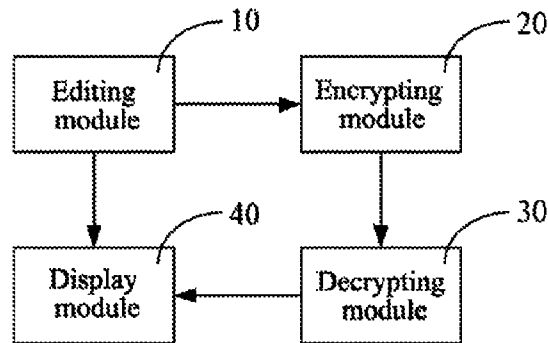 10
20
Editing
module
Encrypting
module
40
30
Display
module
Decrypting
module